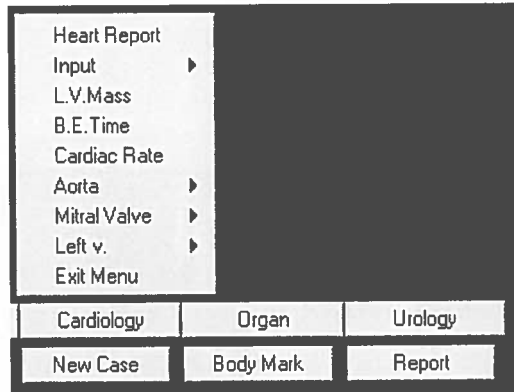 Heart Report
Input
L.V.Mass
B.E.Time
Cardiac Rate
Aorta
Mitral Valve
Left v.
Exit Menu
Cardiology Organ Urology
New Case Body Mark Report